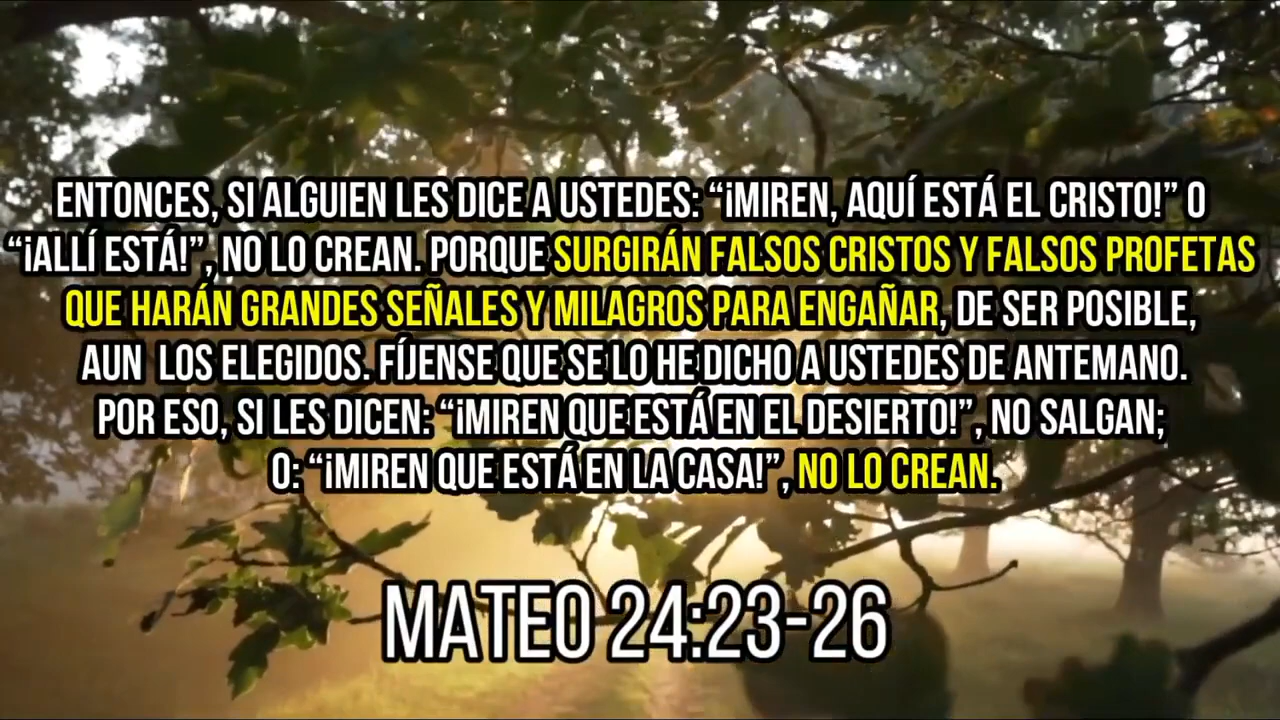 ENTONCES, SI ALGUIEN LES DICE A USTEDES: “¡MIREN, AQUÍ ESTÁ EL CRISTO!” O
“¡ALLÍ ESTÁ!”, NO LO CREAN. PORQUE SURGIRÁN FALSOS CRISTOS Y FALSOS PROFETAS
QUE HARÁN GRANDES SEÑALES Y MILAGROS PARA ENGAÑAR, DE SER POSIBLE,
AUN LOS ELEGIDOS. FÍJENSE QUE SE LO HE DICHO A USTEDES DE ANTEMANO.
POR ESO, SI LES DICEN: “¡MIREN QUE ESTÁ EN EL DESIERTO!”, NO SALGAN;
O: “¡MIREN QUE ESTÁ EN LA CASA!”, NO LO CREAN.
MATEO 24:23-26